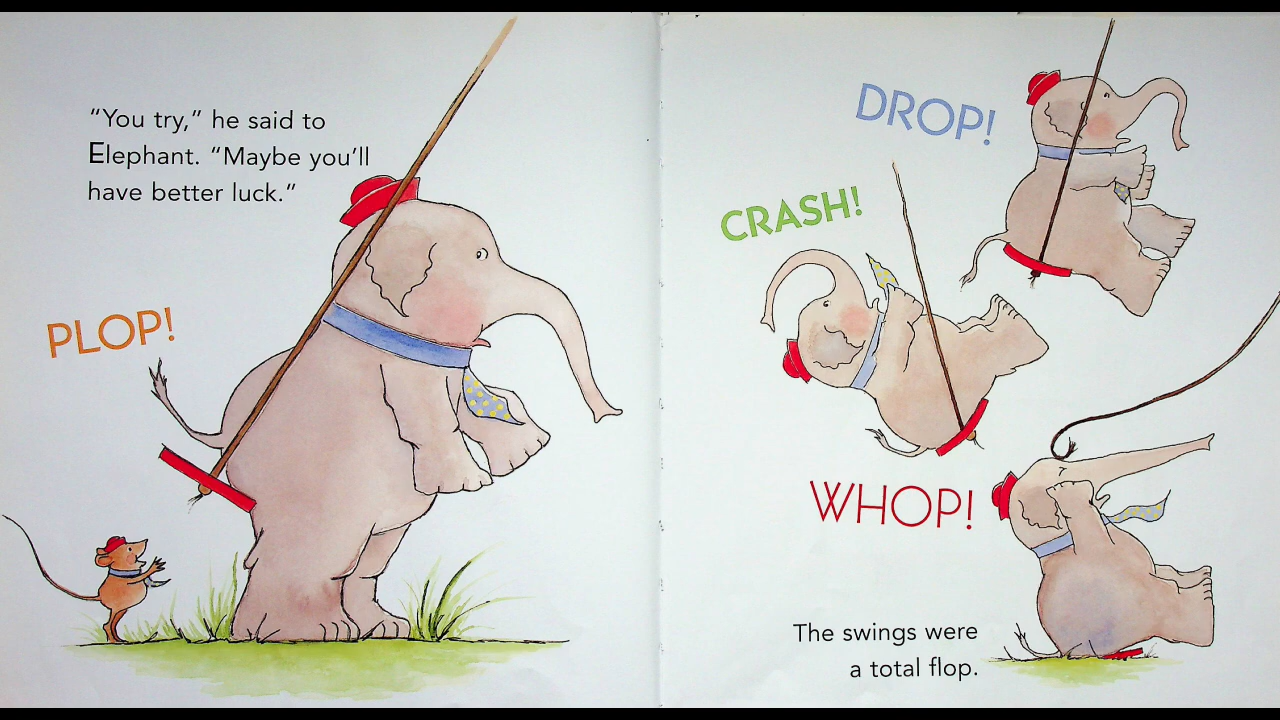 “You try,” he said to
Elephant. “Maybe you’ll
have better luck.”
PLOP!
DROP!
CRASH!
WHOP!
The swings were
a total flop.